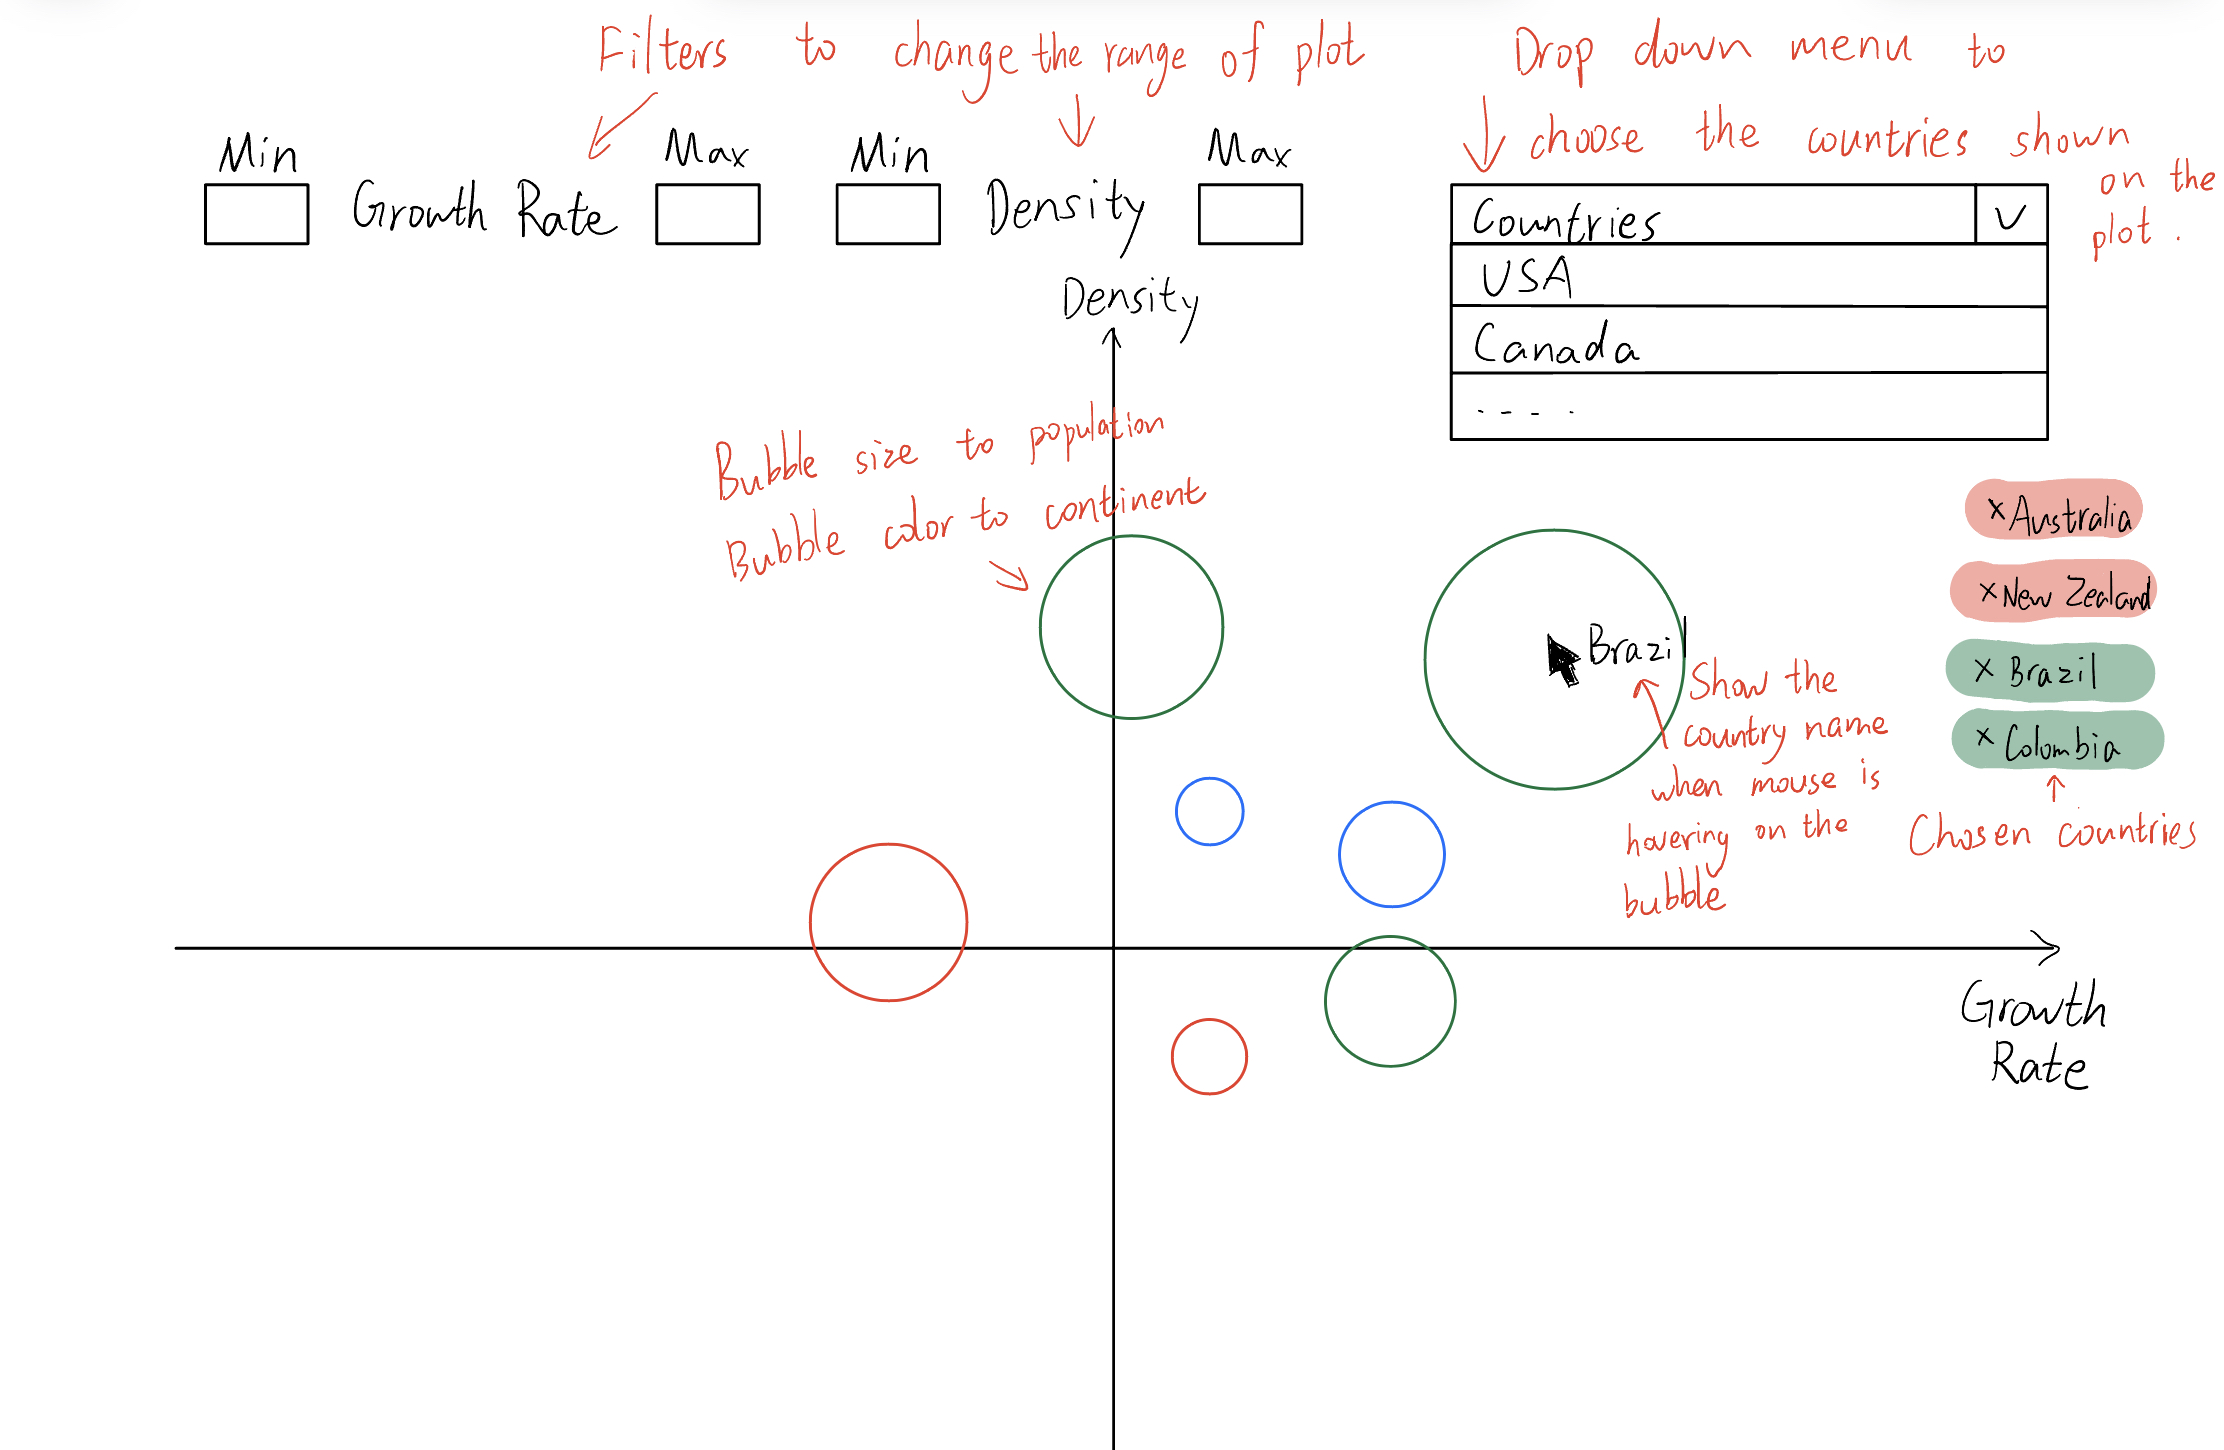 Filters to change the range of plot
Drop down menu to
choose the countries shown
on the
plot.
Min
Max
Min
Max
Growth Rate
Density
Countries
USA
Canada
....
Density
Bubble size to population
Bubble color to continent
Brazil
Show the
country name
when mouse is
hovering on the
bubble
× Australia
× New Zealand
× Brazil
× Colombia
Chosen countries
Growth
Rate